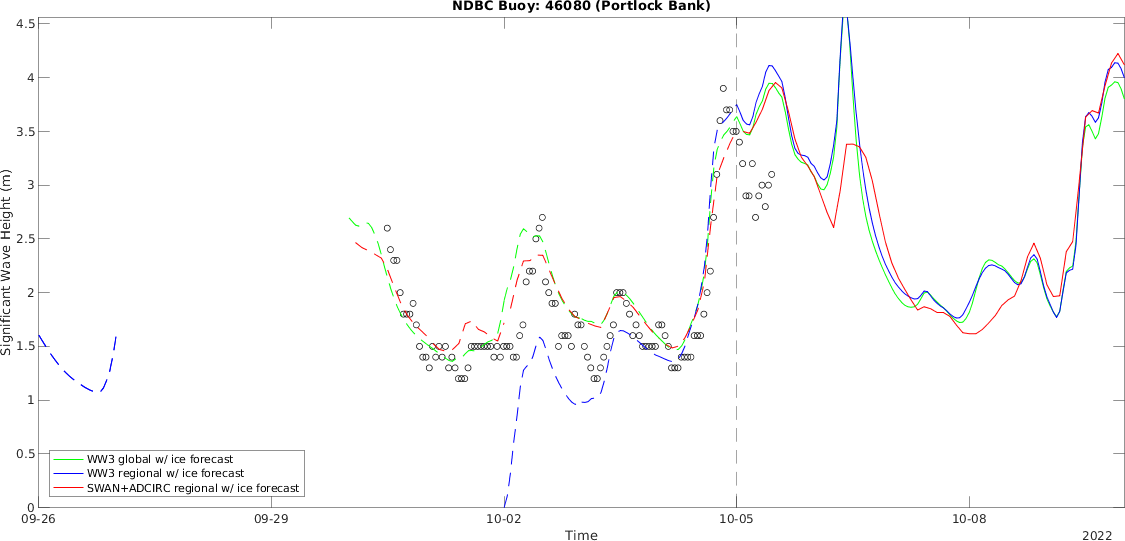 NDBC Buoy: 46080 (Portlock Bank)
4.5
4
3.5
3
2.5
2
1.5
1
0.5
0
Significant Wave Height (m)
WW3 global w/ ice forecast
WW3 regional w/ ice forecast
SWAN+ADCIRC regional w/ ice forecast
09-26
09-29
10-02
10-05
10-08
Time
2022